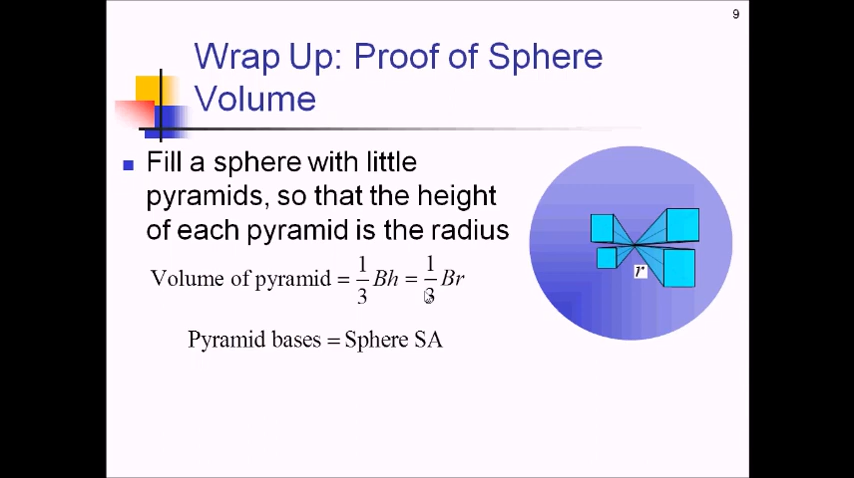 9
Wrap Up: Proof of Sphere
Volume
Fill a sphere with little
pyramids, so that the height
of each pyramid is the radius
Volume of pyramid = 1/3 Bh = 1/3 Br
Pyramid bases = Sphere SA
r